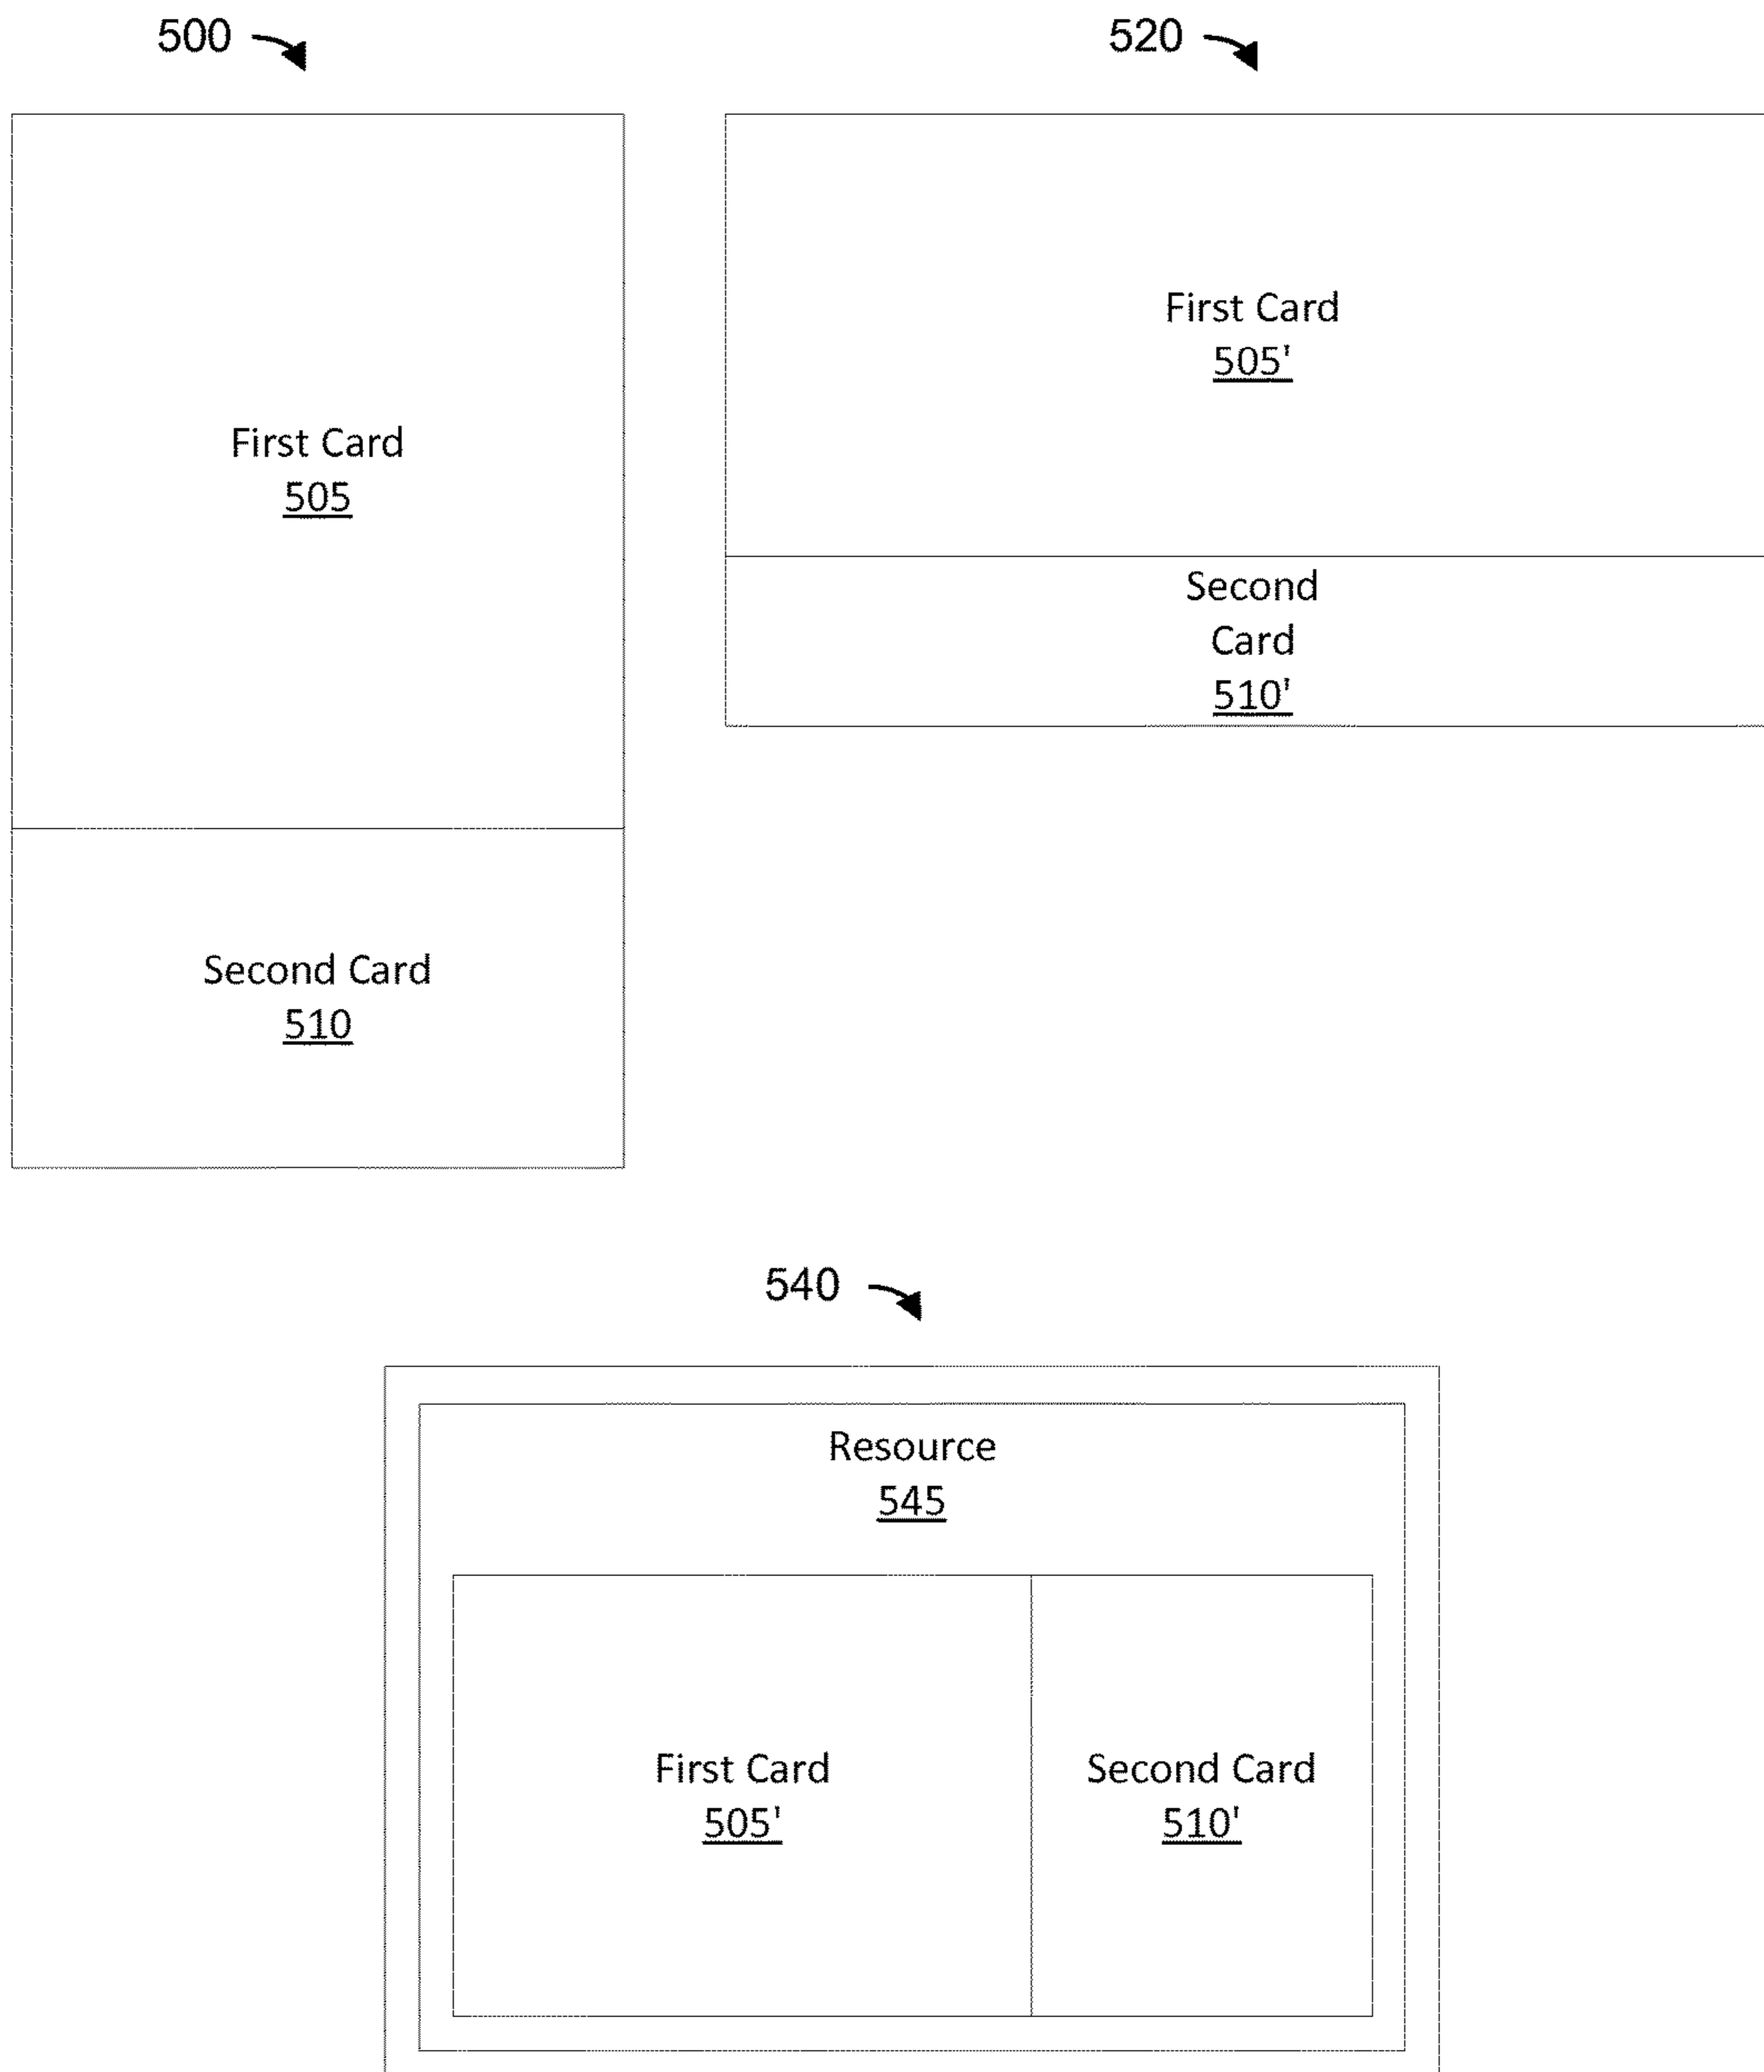 500
First Card
505
Second Card
510
520
First Card
505'
Second
Card
510'
540
Resource
545
First Card
505'
Second Card
510'